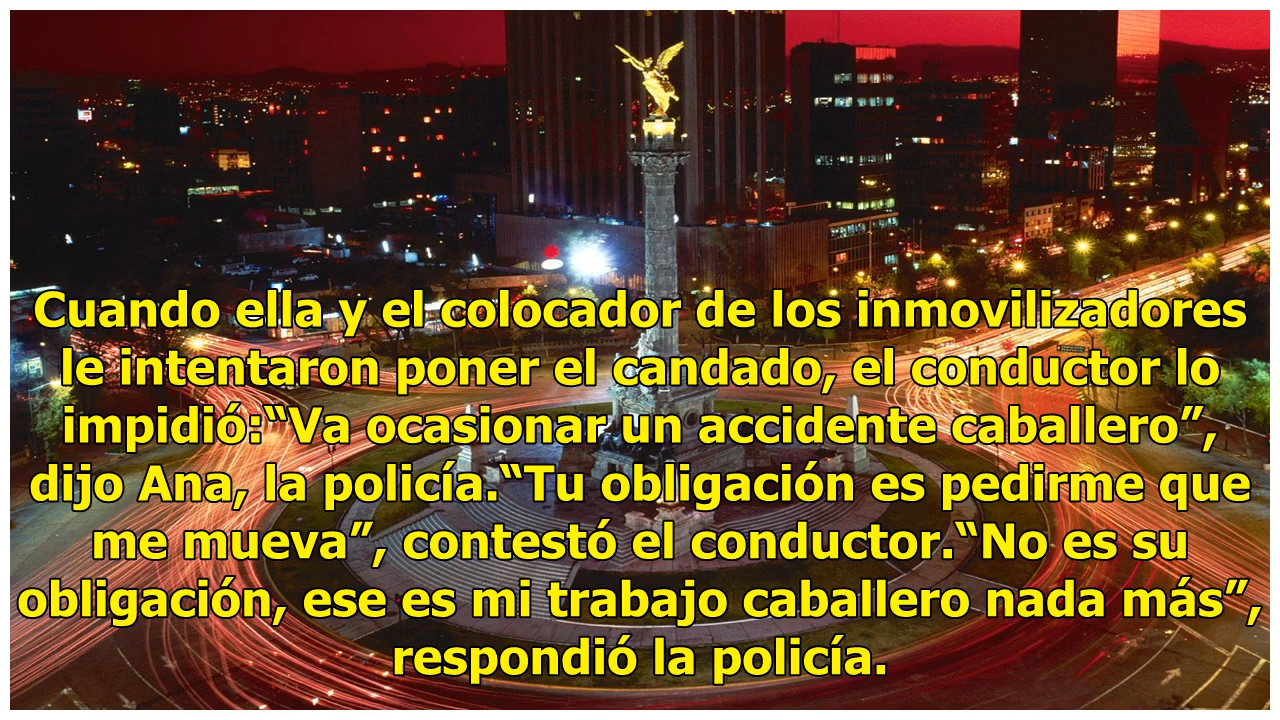 Cuando ella y el colocador de los inmovilizadores
le intentaron poner el candado, el conductor lo
impidió:“Va ocasionar un accidente caballero”,
dijo Ana, la policía.“Tu obligación es pedirme que
me mueva”, contestó el conductor.“No es su
obligación, ese es mi trabajo caballero nada más”,
respondió la policía.